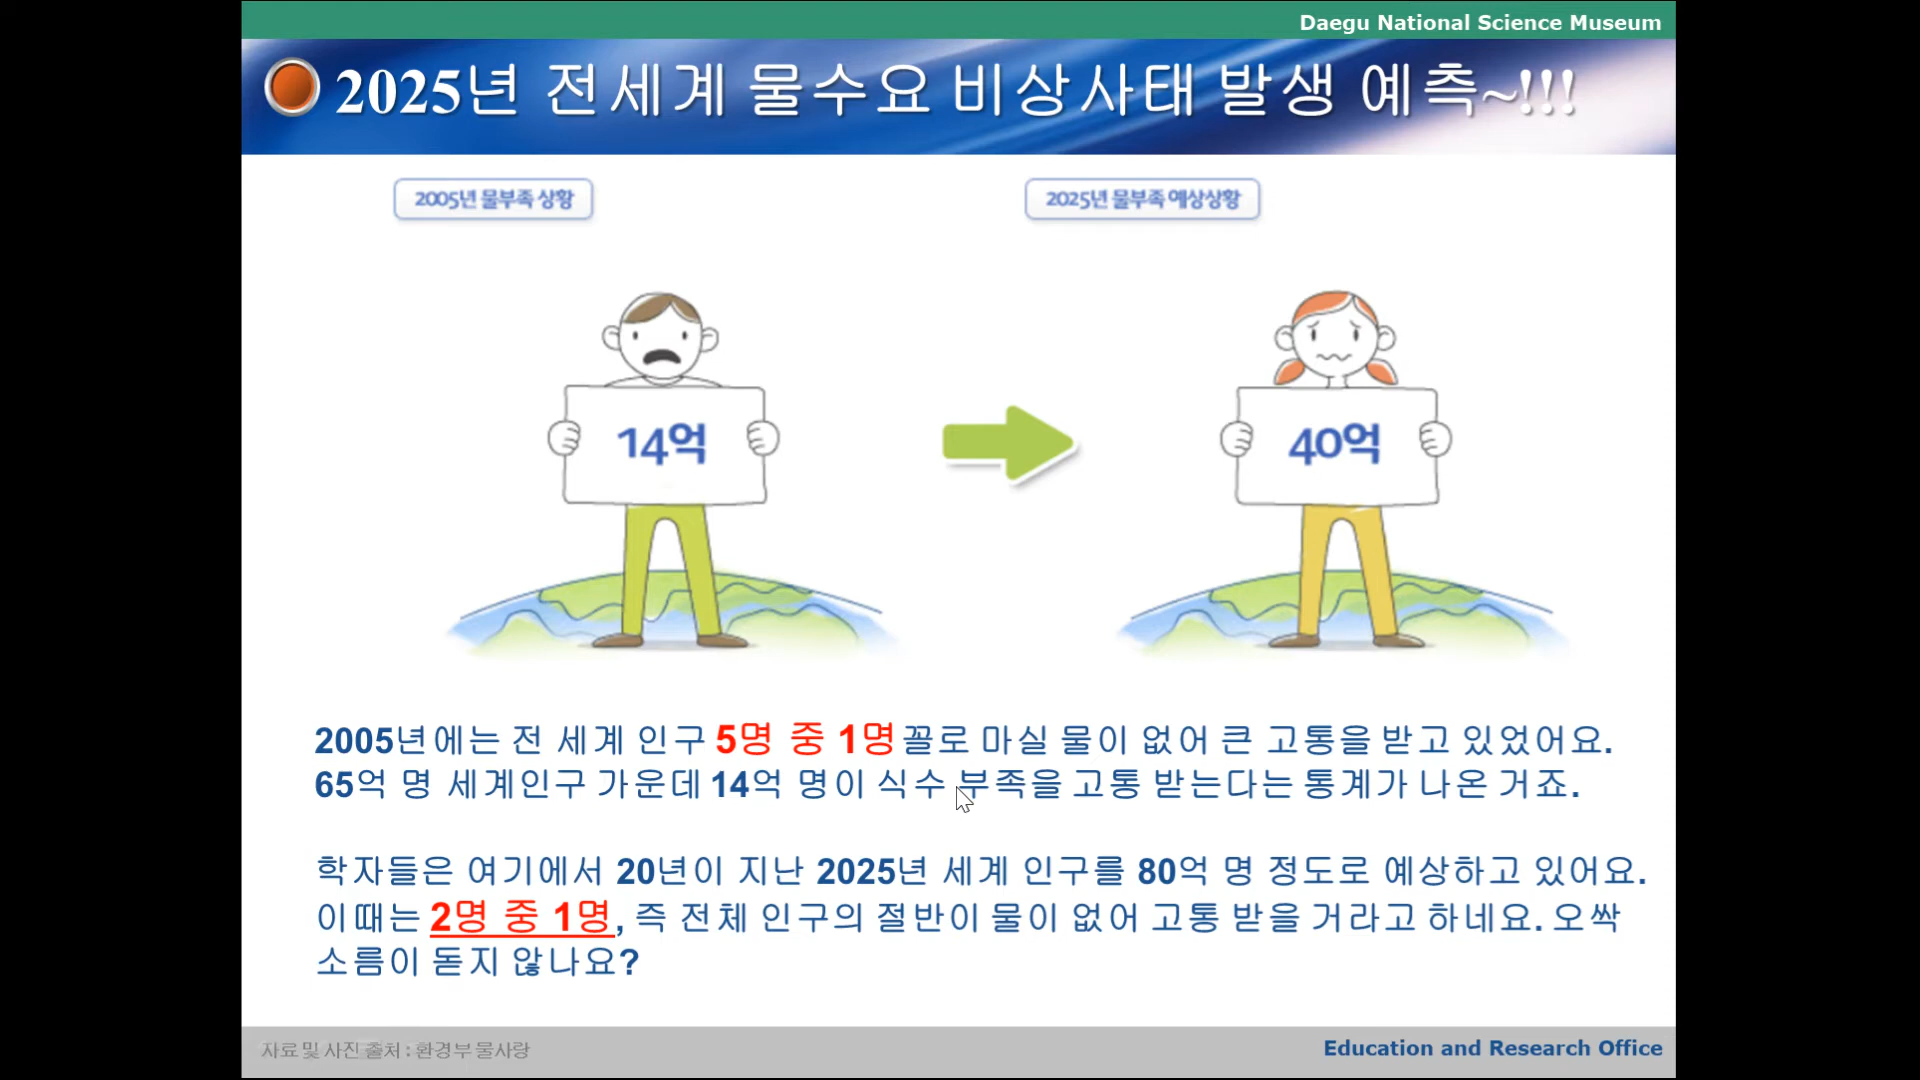 Daegu National Science Museum
2025년 전세계 물수요 비상사태 발생 예측~!!!
2005년 물부족 상황
2025년 물부족 예상상황
14억
40억
2005년에는 전 세계 인구 5명 중 1명꼴로 마실 물이 없어 큰 고통을 받고 있었어요.
65억 명 세계인구 가운데 14억 명이 식수 부족을 고통 받는다는 통계가 나온 거죠.
학자들은 여기에서 20년이 지난 2025년 세계 인구를 80억 명 정도로 예상하고 있어요.
이때는 2명 중 1명, 즉 전체 인구의 절반이 물이 없어 고통 받을 거라고 하네요. 오싹
소름이 돋지 않나요?
자료 및 사진 출처 : 환경부 물사랑
Education and Research Office